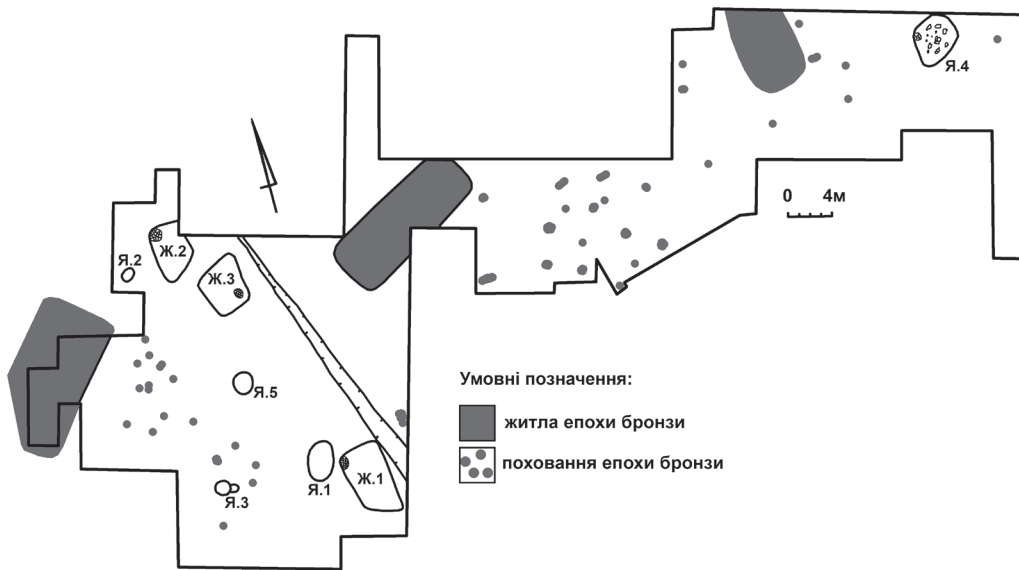 Я.4
0 4м
Ж.2
Я.2
Ж.3
Я.5
Умовні позначення:
житла епохи бронзи
поховання епохи бронзи
Я.1
Ж.1
Я.3